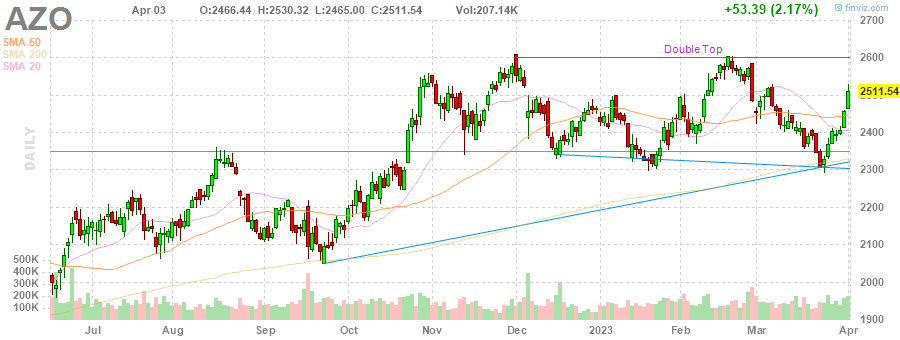 AZO Apr 03 O:2466.44 H:2530.32 L:2465.00 C:2511.54 Vol:207.14K +53.39 (2.17%) finviz.com
SMA 50
SMA 200
SMA 20
DAILY
Double Top
2700
2600
2511.54
2400
2300
2200
2100
2000
1900
500K
400K
300K
200K
100K
Jul Aug Sep Oct Nov Dec 2023 Feb Mar Apr